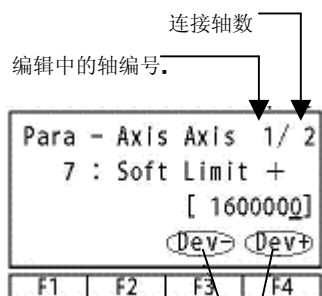 连接轴数
编辑中的轴编号.
Para - Axis Axis 1/ 2
7 : Soft Limit +
[ 1600000]
Dev- Dev+
F1 F2 F3 F4